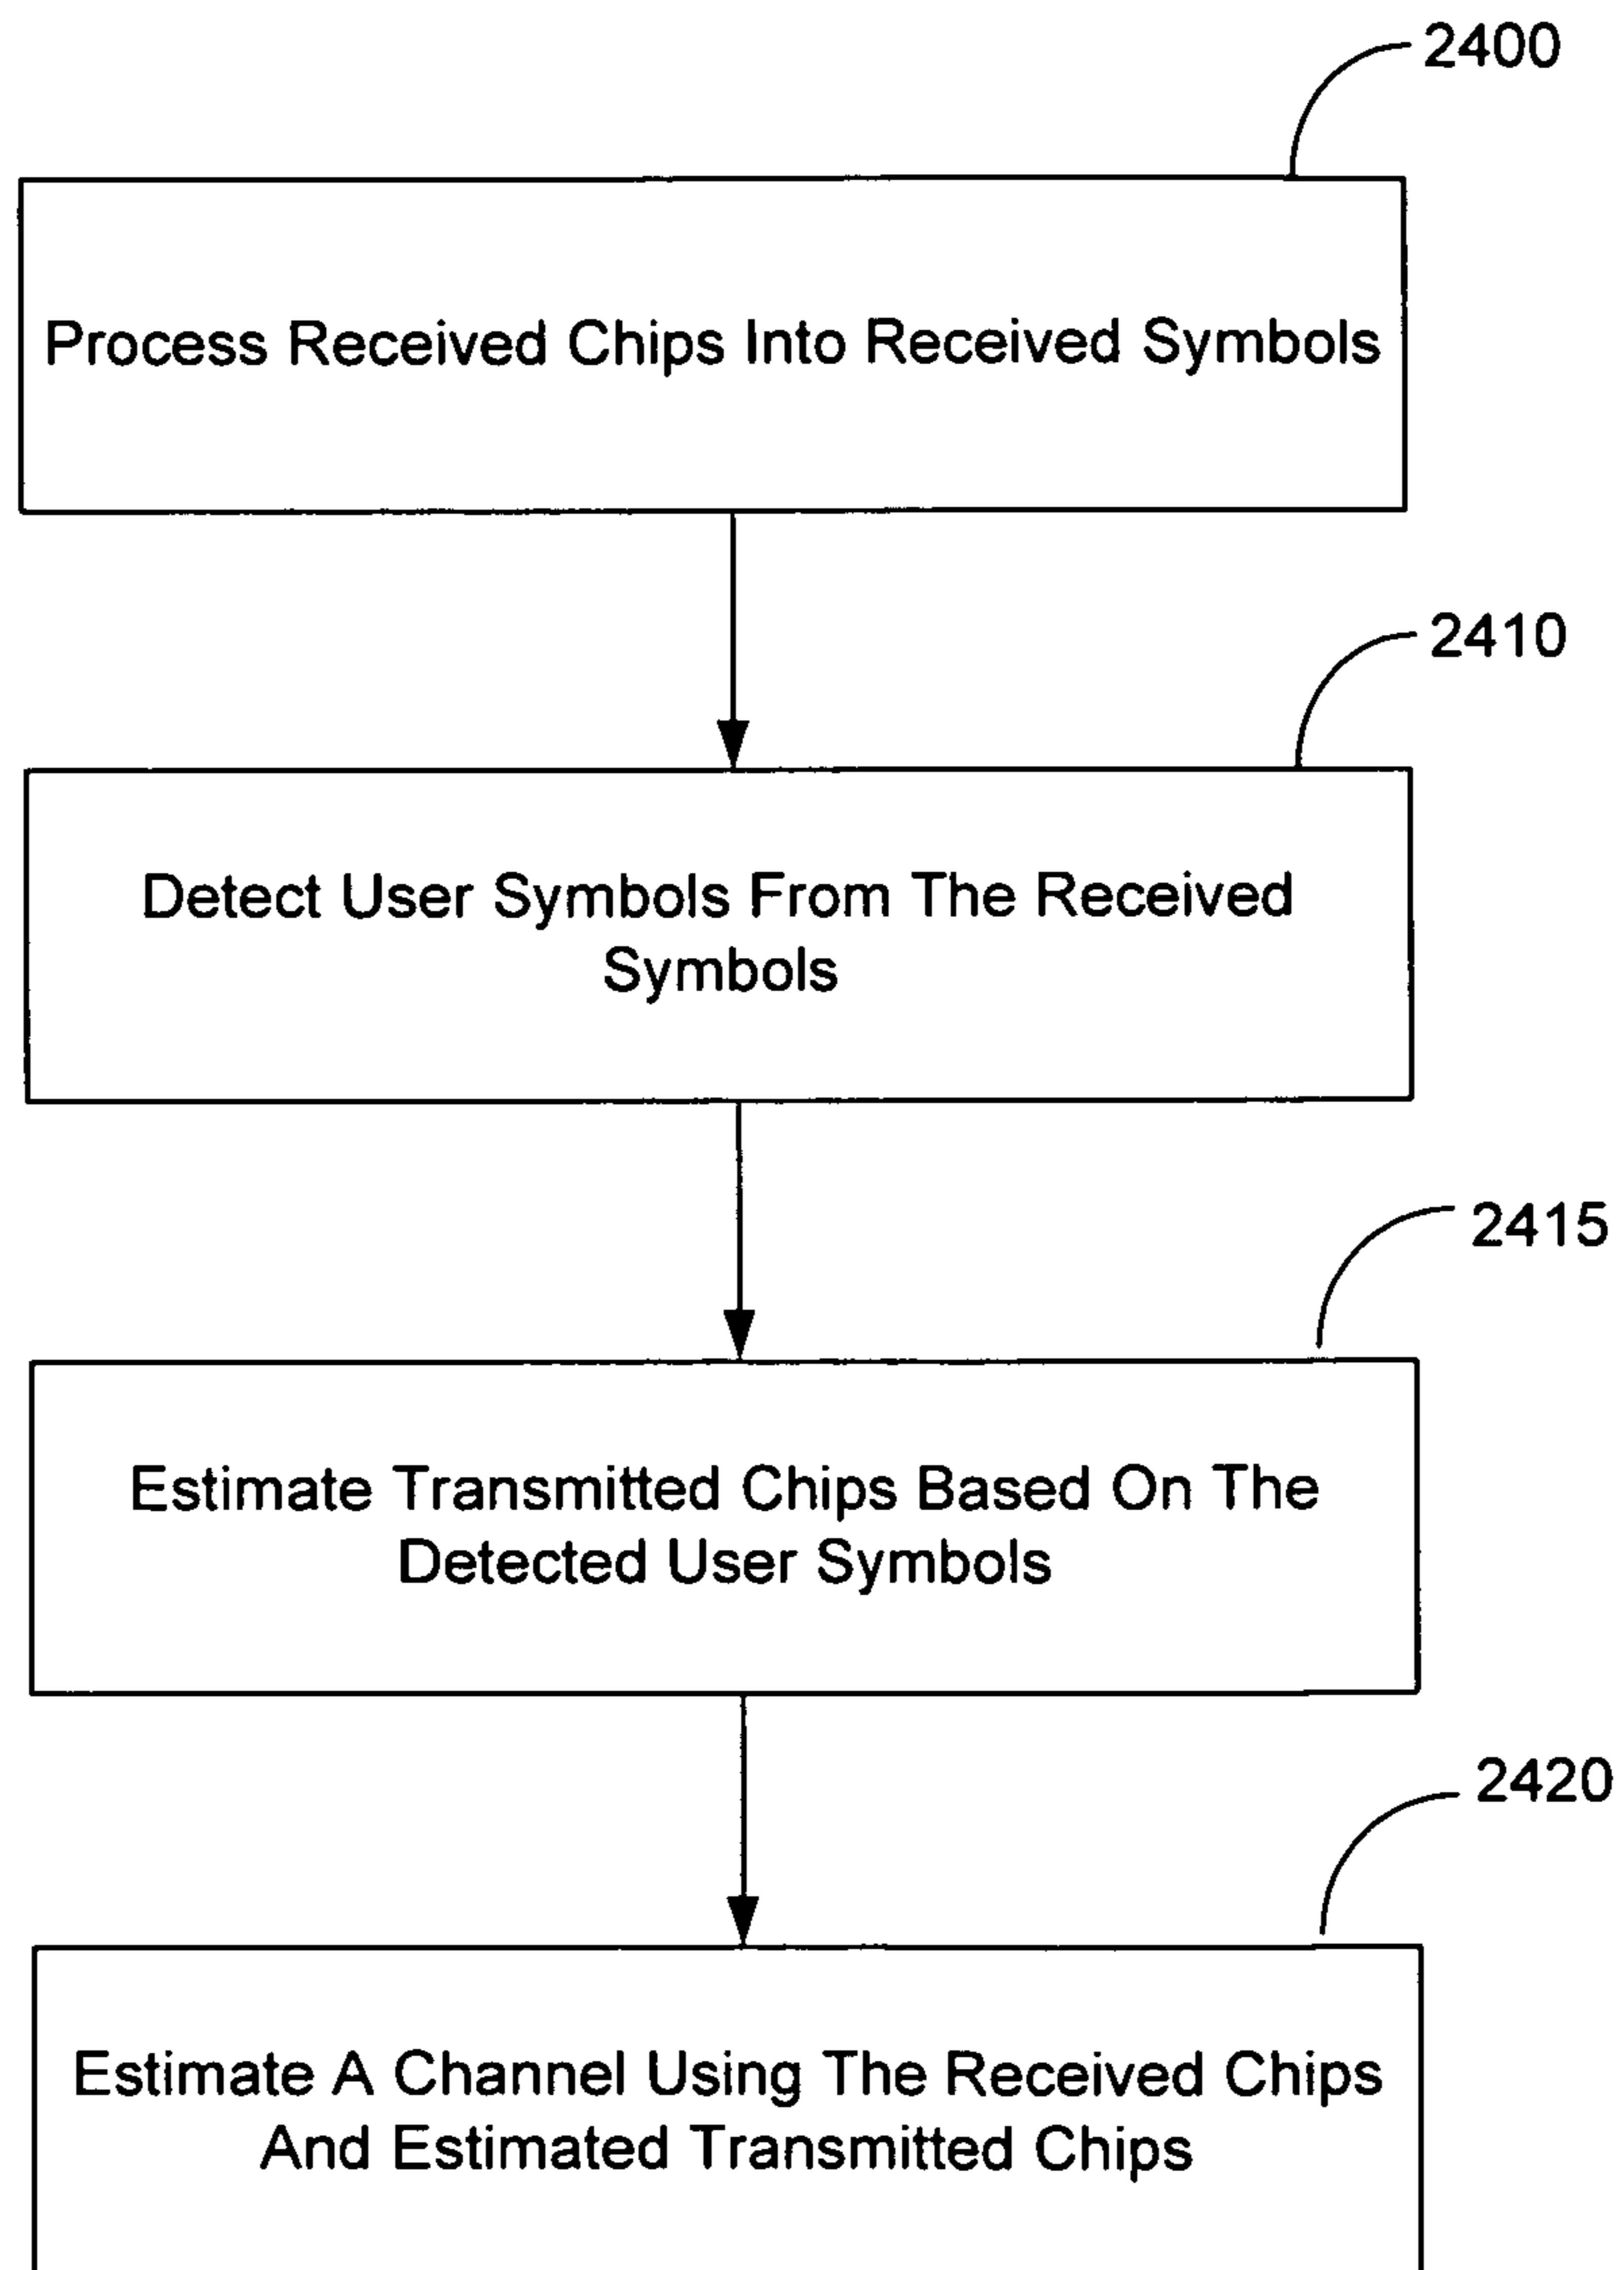 2400
Process Received Chips Into Received Symbols
2410
Detect User Symbols From The Received
Symbols
2415
Estimate Transmitted Chips Based On The
Detected User Symbols
2420
Estimate A Channel Using The Received Chips
And Estimated Transmitted Chips